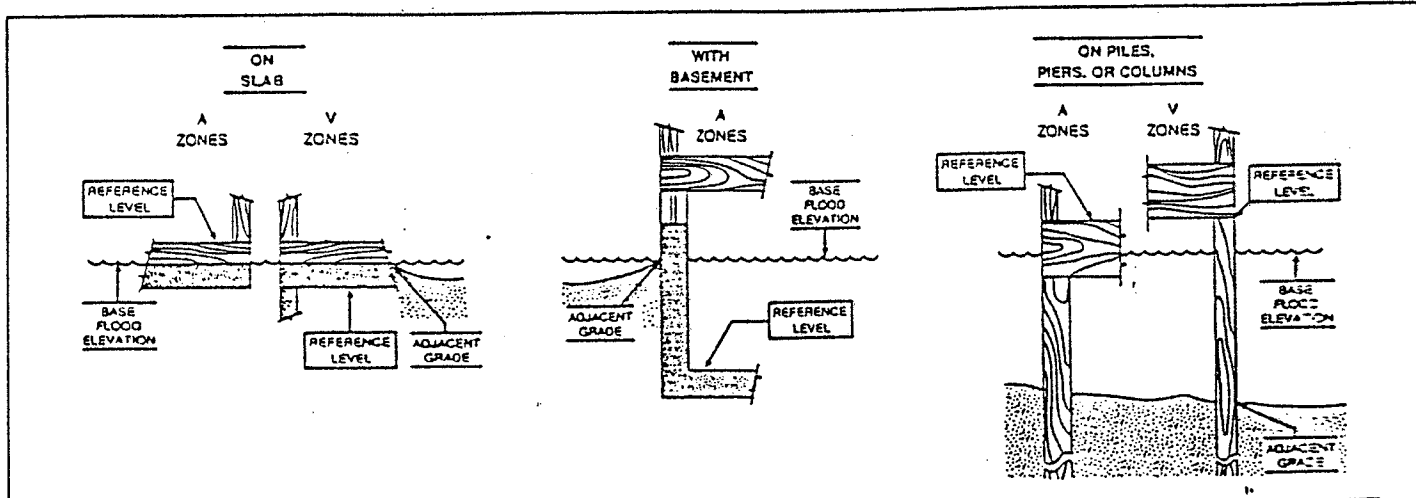 ON
SLAB
A
ZONES
V
ZONES
REFERENCE
LEVEL
BASE
FLOOD
ELEVATION
REFERENCE
LEVEL
ADJACENT
GRADE
WITH
BASEMENT
A
ZONES
BASE
FLOOD
ELEVATION
ADJACENT
GRADE
REFERENCE
LEVEL
ON PILES,
PIERS. OR COLUMNS
A
ZONES
V
ZONES
REFERENCE
LEVEL
REFERENCE
LEVEL
BASE
FLOOD
ELEVATION
ADJACENT
GRADE